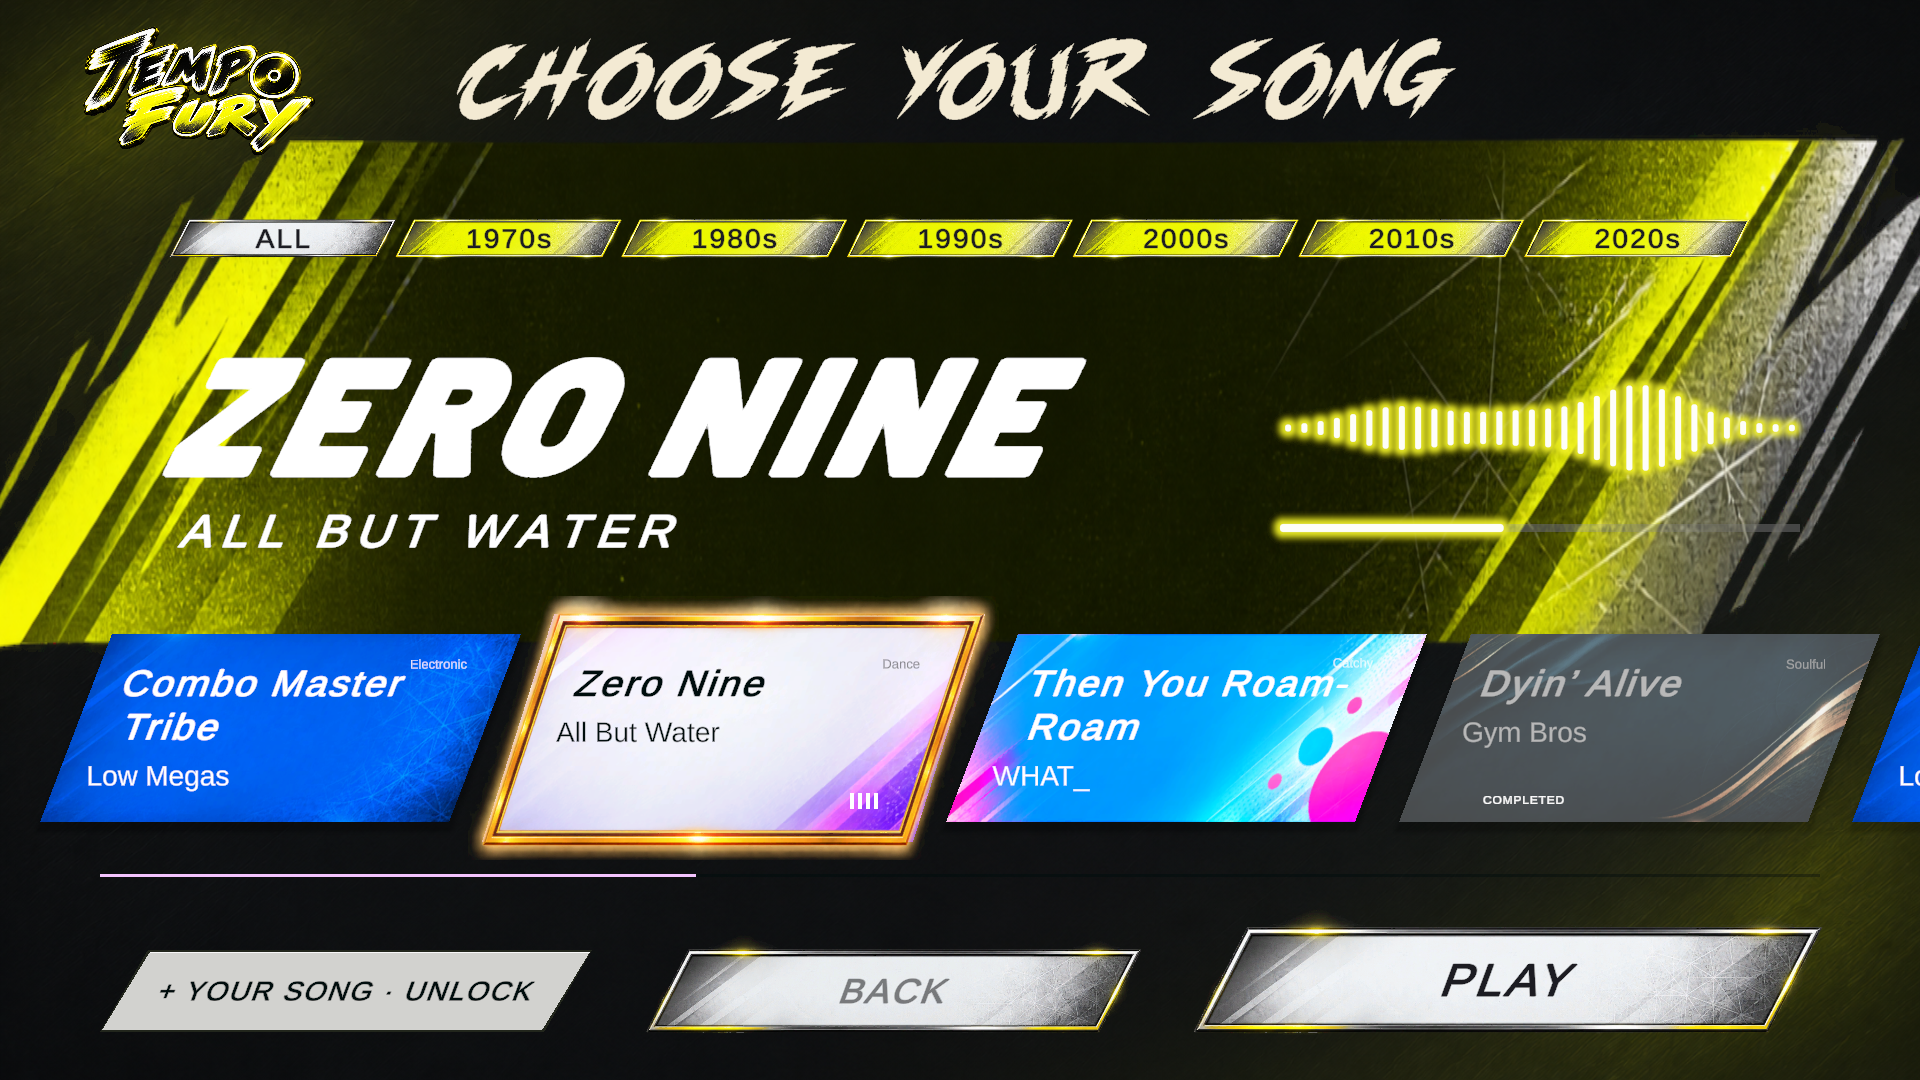 TEMPO
FURY
CHOOSE YOUR SONG
ALL
1970s
1980s
1990s
2000s
2010s
2020s
ZERO NINE
ALL BUT WATER
Electronic
Combo Master
Tribe
Low Megas
Dance
Zero Nine
All But Water
Catchy
Then You Roam-
Roam
WHAT_
Soulful
Dyin’ Alive
Gym Bros
COMPLETED
Lo
+ YOUR SONG · UNLOCK
BACK
PLAY